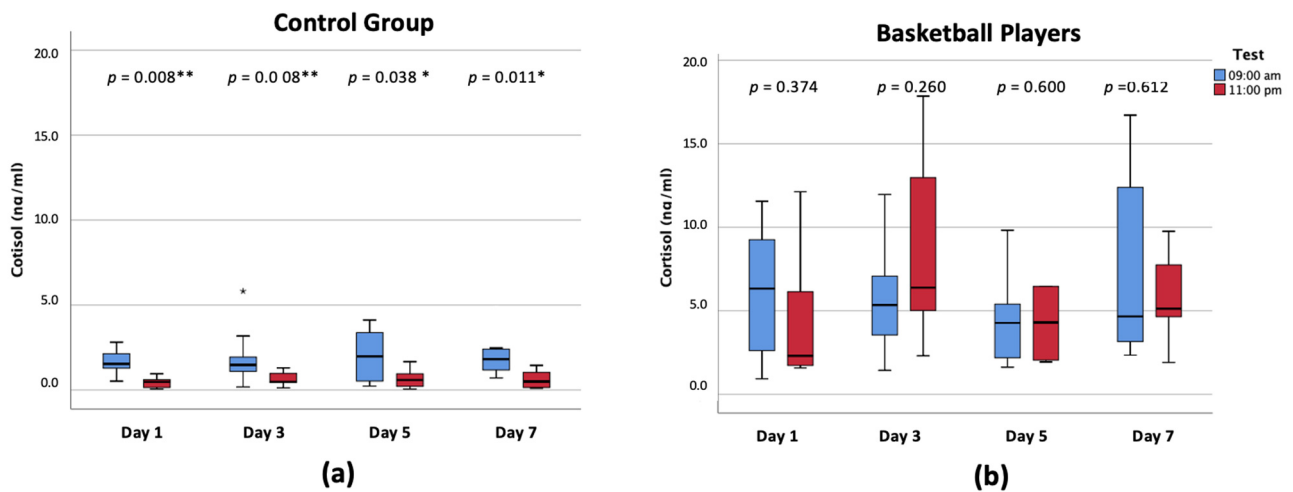 Control Group
20.0
p = 0.008**
p = 0.0 08**
p = 0.038 *
p = 0.011*
15.0
10.0
5.0
0.0
Cotisol (na/ml)
*
Day 1
Day 3
Day 5
Day 7
(a)
Basketball Players
20.0
p = 0.374
p = 0.260
p = 0.600
p =0.612
15.0
10.0
5.0
0.0
Cortisol (na/ml)
Day 1
Day 3
Day 5
Day 7
(b)
Test
09:00 am
11:00 pm